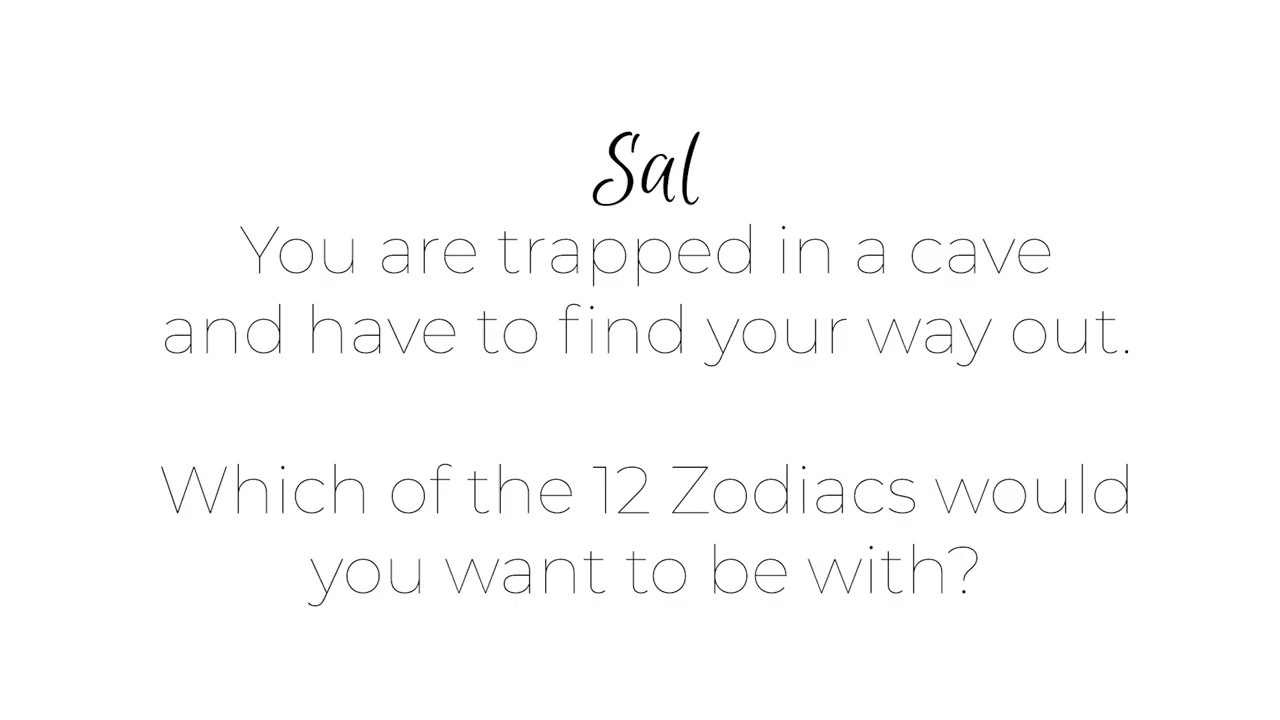 Sal
You are trapped in a cave
and have to find your way out.
Which of the 12 Zodiacs would
you want to be with?